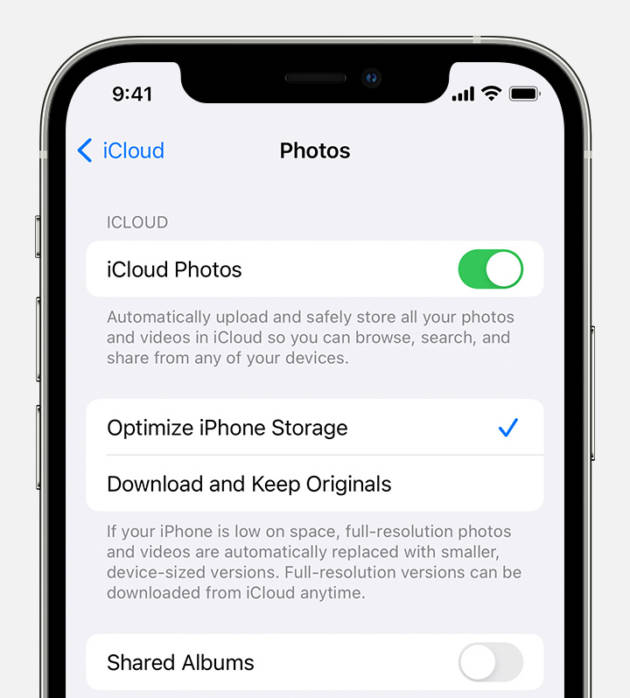 9:41
iCloud Photos
ICLOUD
iCloud Photos
Automatically upload and safely store all your photos
and videos in iCloud so you can browse, search, and
share from any of your devices.
Optimize iPhone Storage
Download and Keep Originals
If your iPhone is low on space, full-resolution photos
and videos are automatically replaced with smaller,
device-sized versions. Full-resolution versions can be
downloaded from iCloud anytime.
Shared Albums